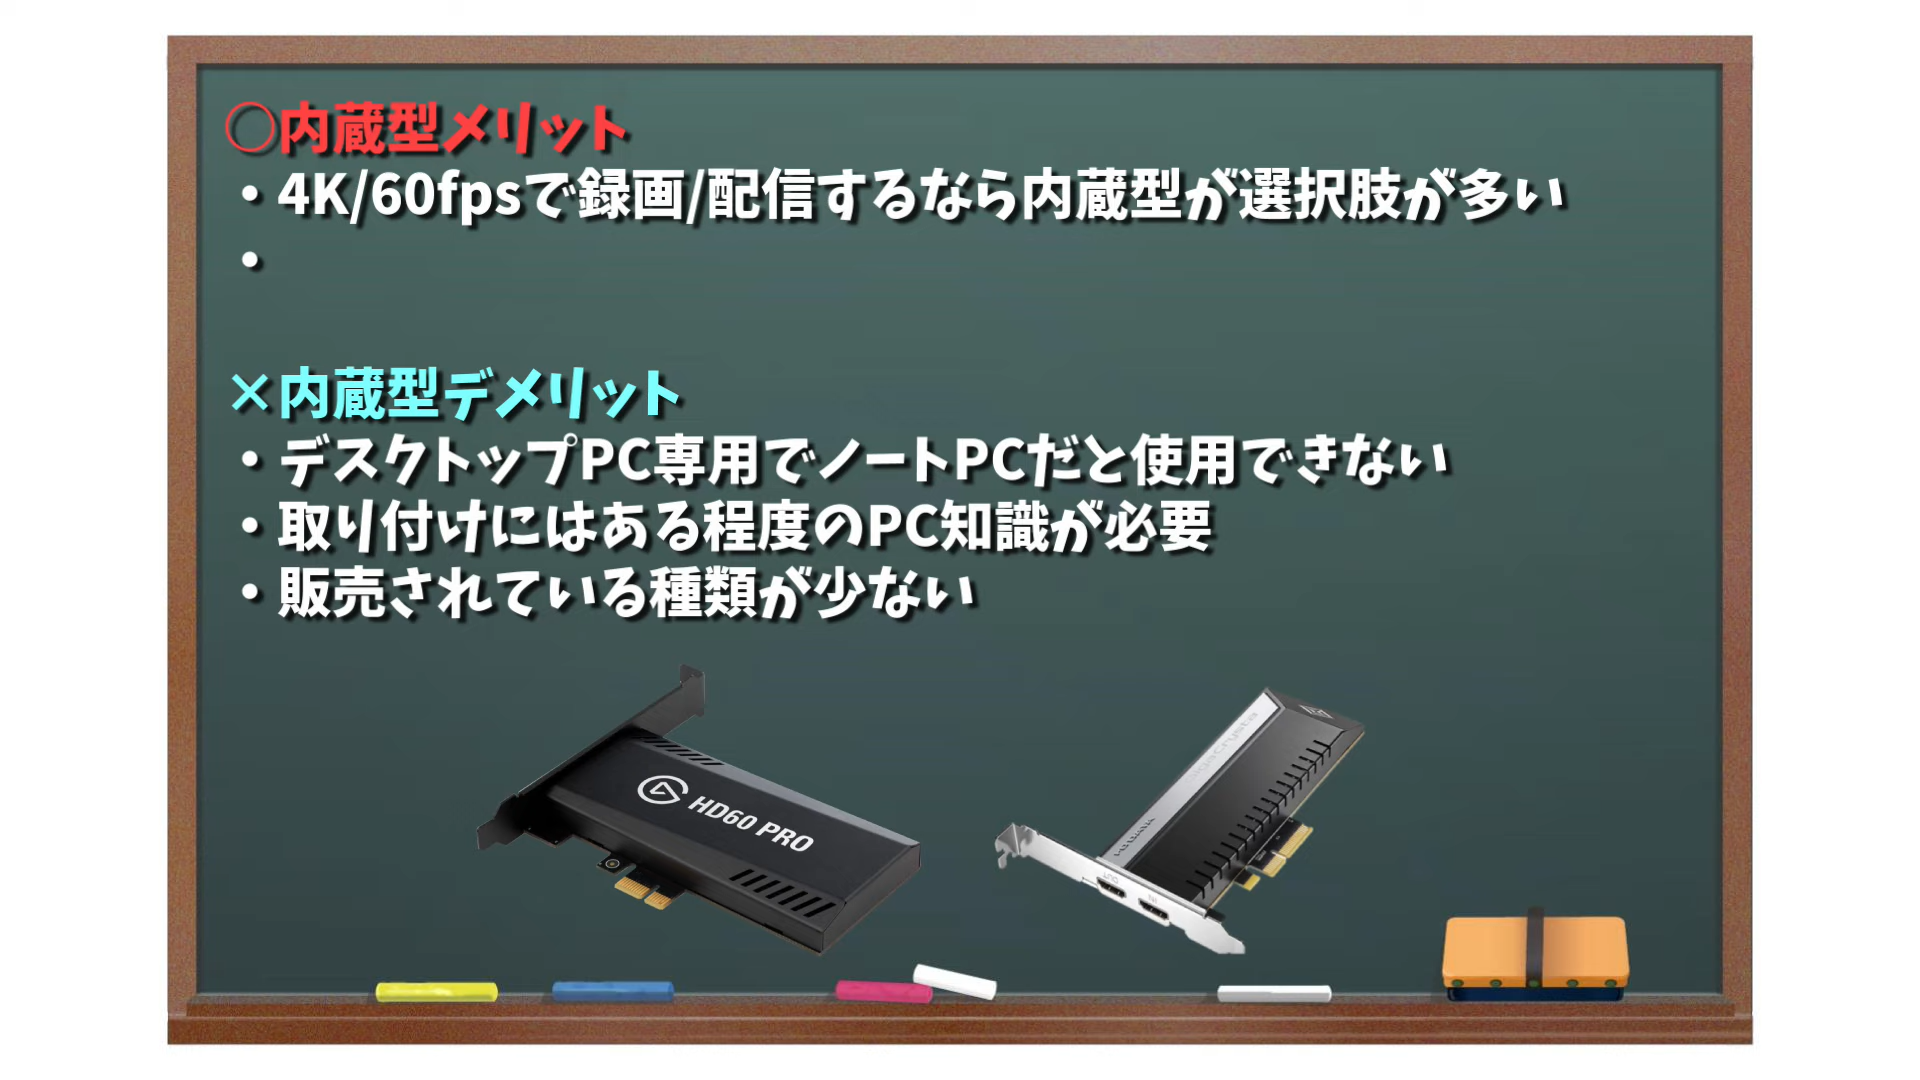 ○内蔵型メリット
・4K/60fpsで録画/配信するなら内蔵型が選択肢が多い
・
×内蔵型デメリット
・デスクトップPC専用でノートPCだと使用できない
・取り付けにはある程度のPC知識が必要
・販売されている種類が少ない
HD60 PRO
GigaCrysta
OUT
IN